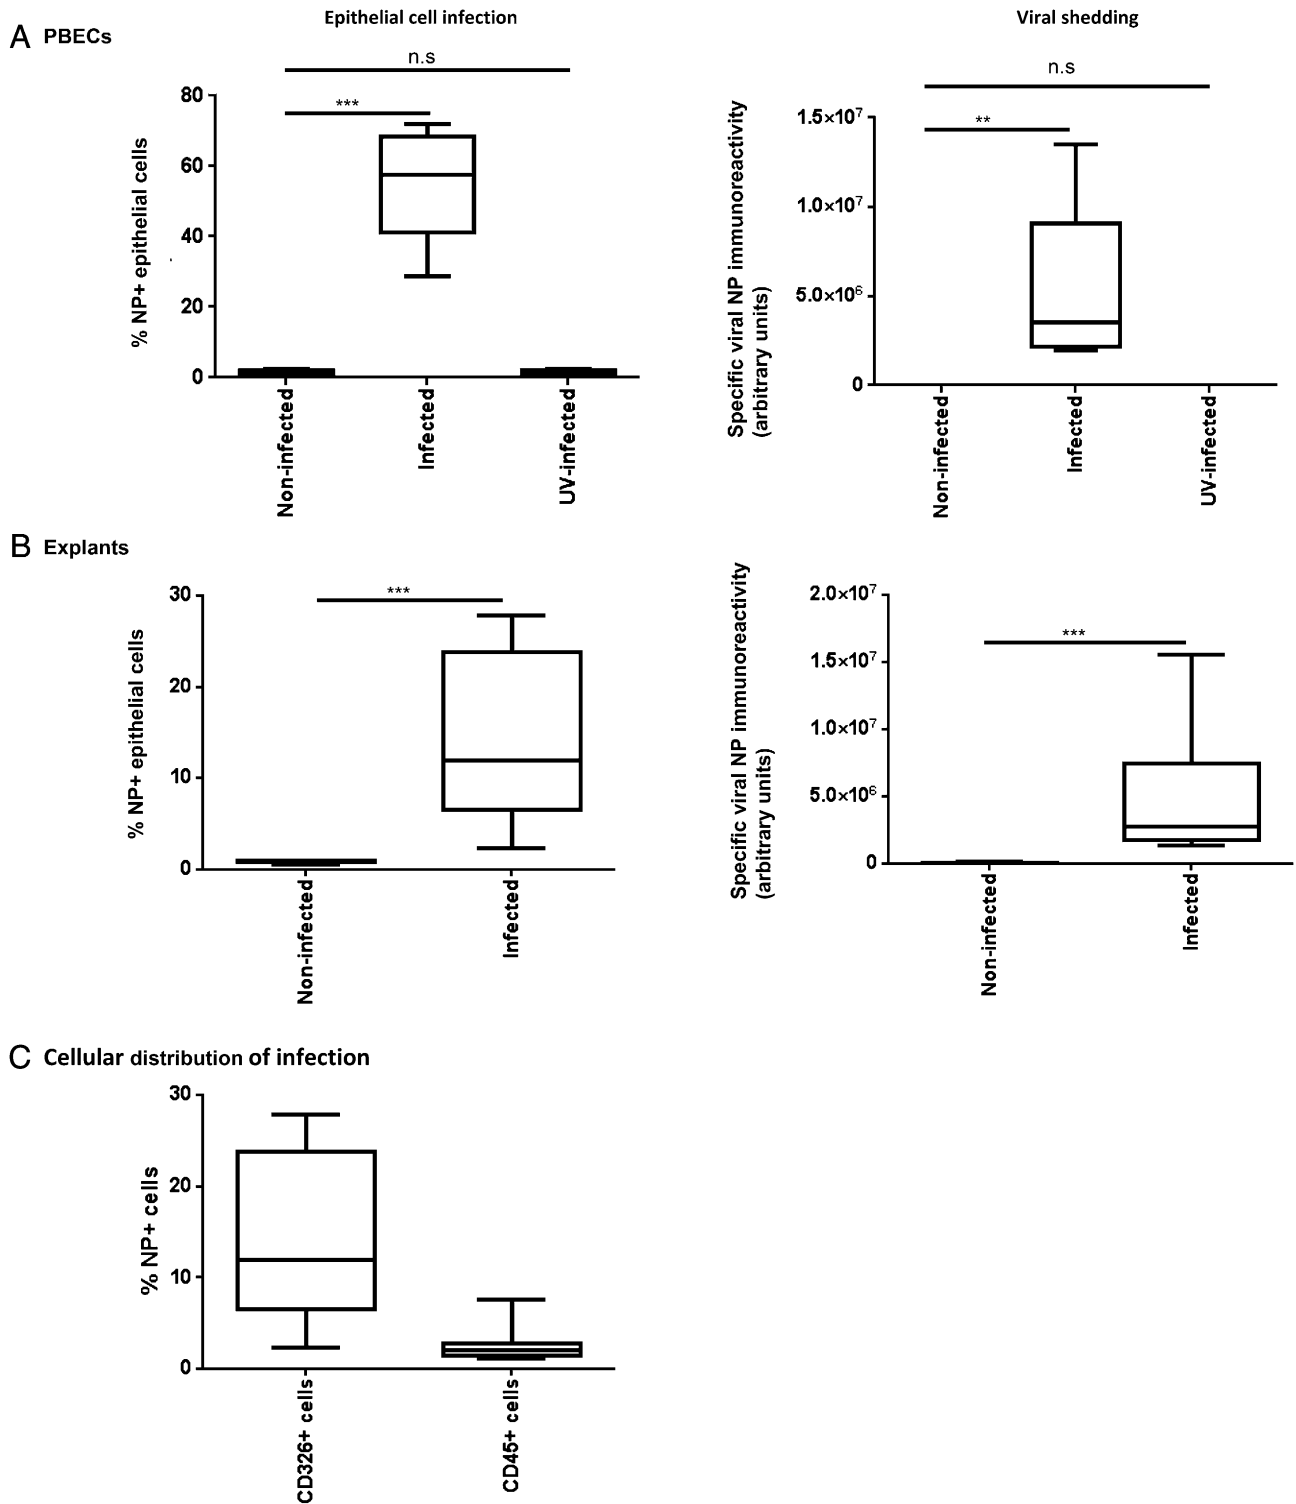 Epithelial cell infection
Viral shedding
A PBECs
n.s
***
80
60
40
20
0
% NP+ epithelial cells
Non-infected
Infected
UV-infected
n.s
**
1.5×10⁷
1.0×10⁷
5.0×10⁶
0
Specific viral NP immunoreactivity
(arbitrary units)
Non-infected
Infected
UV-infected
B Explants
***
30
20
10
0
% NP+ epithelial cells
Non-infected
Infected
***
2.0×10⁷
1.5×10⁷
1.0×10⁷
5.0×10⁶
0
Specific viral NP immunoreactivity
(arbitrary units)
Non-infected
Infected
C Cellular distribution of infection
30
20
10
0
% NP+ cells
CD326+ cells
CD45+ cells